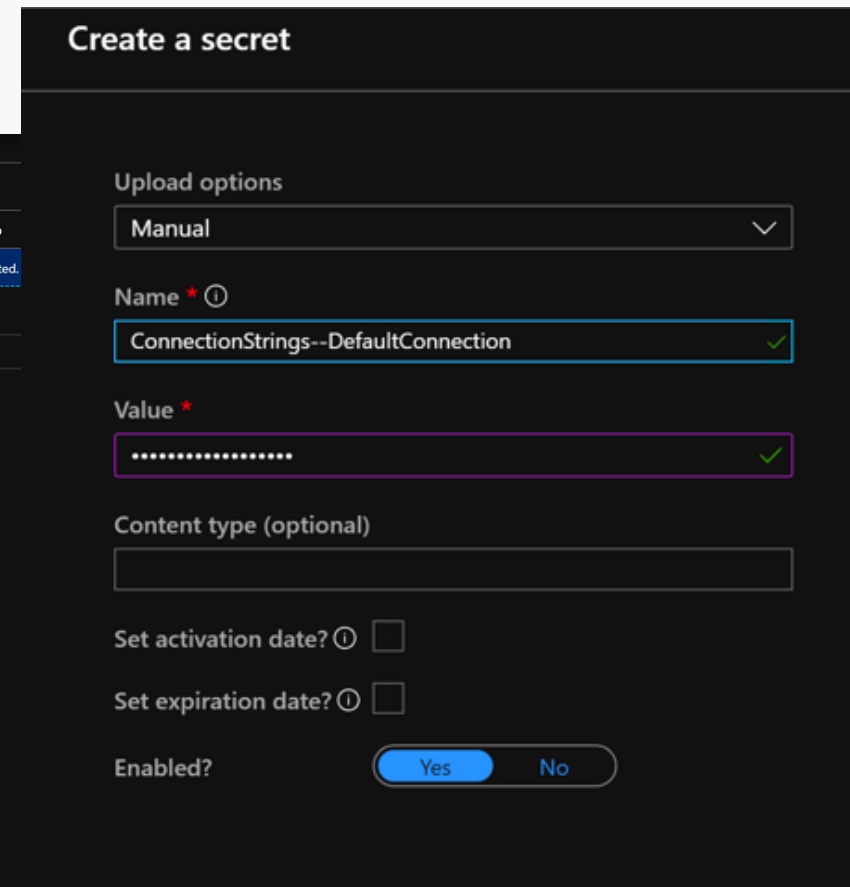 Create a secret
ted.
Upload options
Manual
Name *
ConnectionStrings--DefaultConnection
Value *
••••••••••••••••••
Content type (optional)
Set activation date?
Set expiration date?
Enabled?
Yes No